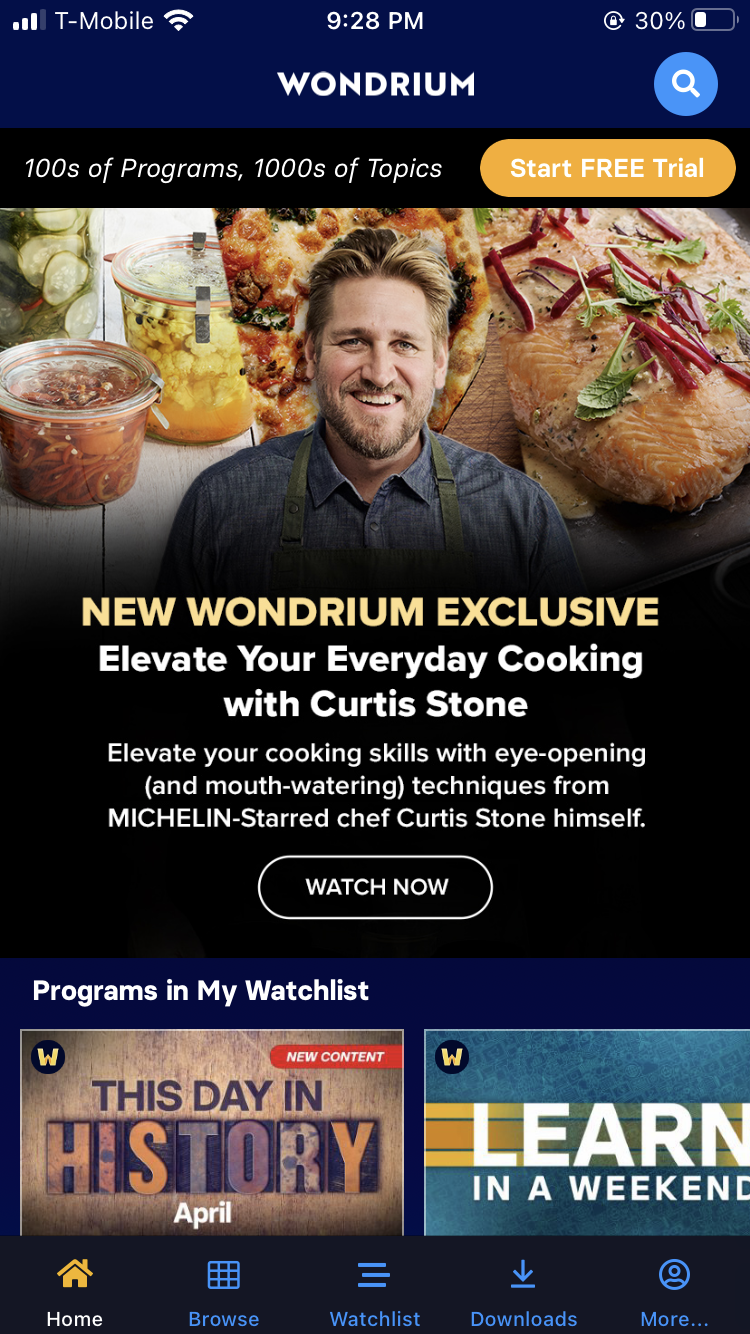 T-Mobile 9:28 PM 30%
WONDRIUM
100s of Programs, 1000s of Topics Start FREE Trial
NEW WONDRIUM EXCLUSIVE
Elevate Your Everyday Cooking
with Curtis Stone
Elevate your cooking skills with eye-opening
(and mouth-watering) techniques from
MICHELIN-Starred chef Curtis Stone himself.
WATCH NOW
Programs in My Watchlist
W NEW CONTENT
THIS DAY IN
HISTORY
April
W
LEARN
IN A WEEKEND
Home Browse Watchlist Downloads More...